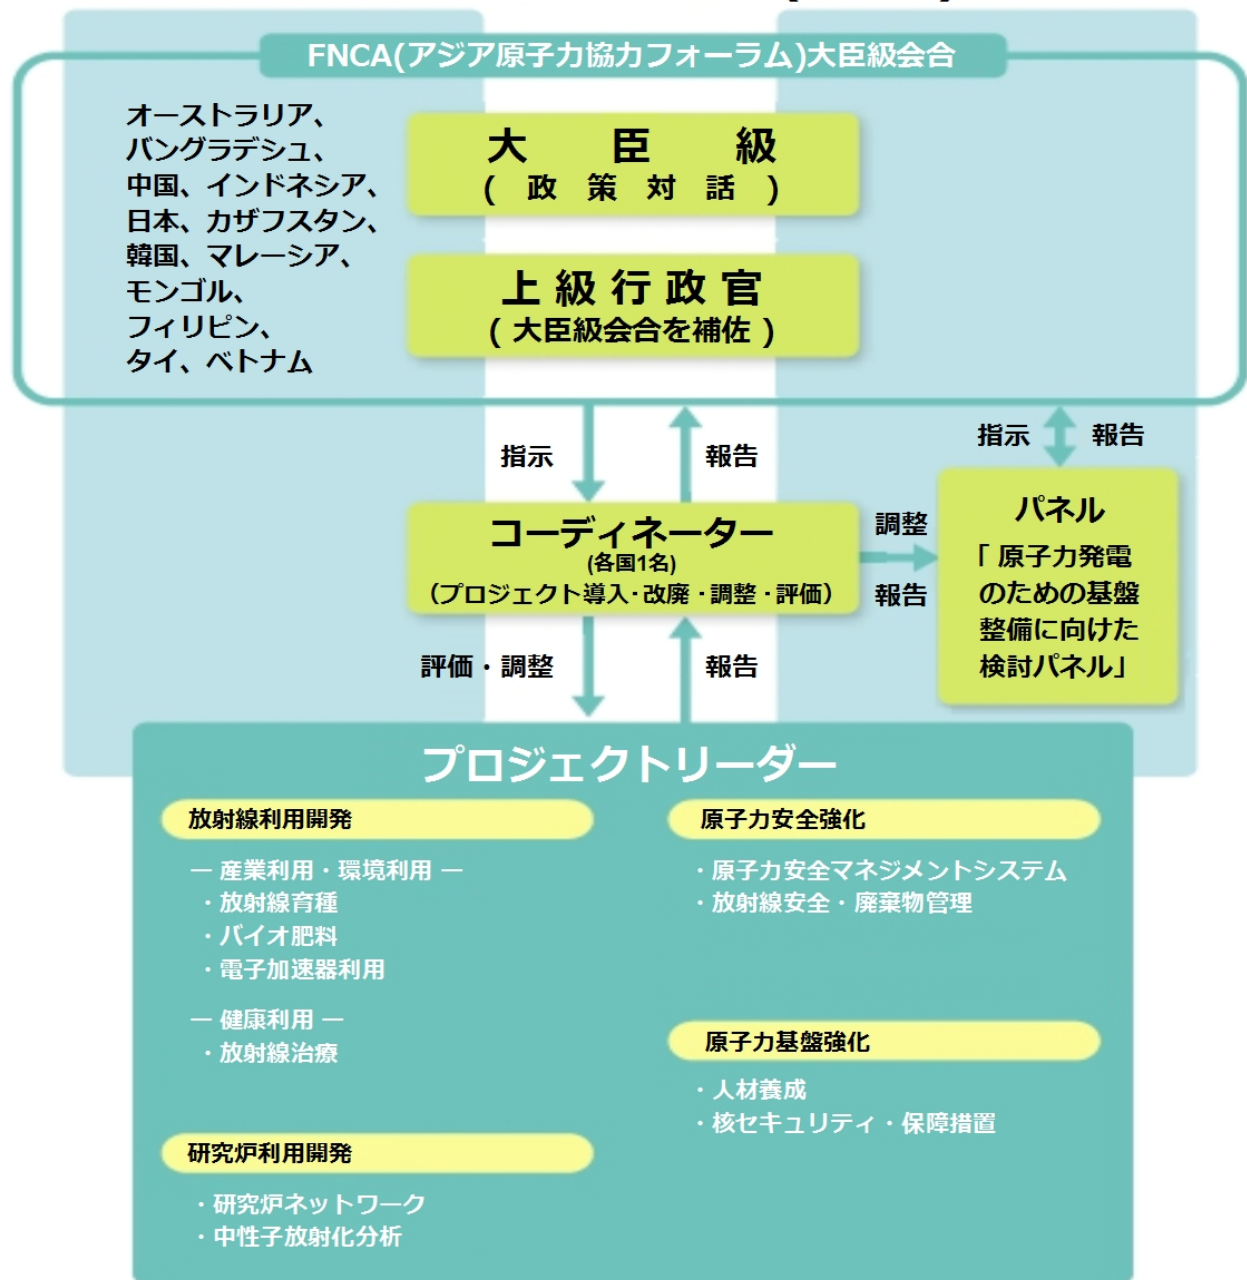 FNCA(アジア原子力協力フォーラム)大臣級会合
オーストラリア、
バングラデシュ、
中国、インドネシア、
日本、カザフスタン、
韓国、マレーシア、
モンゴル、
フィリピン、
タイ、ベトナム
大臣級
(政策対話)
上級行政官
(大臣級会合を補佐)
指示
報告
指示
報告
コーディネーター
(各国1名)
(プロジェクト導入・改廃・調整・評価)
調整
報告
パネル
「原子力発電
のための基盤
整備に向けた
検討パネル」
評価・調整
報告
プロジェクトリーダー
放射線利用開発
― 産業利用・環境利用 ―
・放射線育種
・バイオ肥料
・電子加速器利用
― 健康利用 ―
・放射線治療
研究炉利用開発
・研究炉ネットワーク
・中性子放射化分析
原子力安全強化
・原子力安全マネジメントシステム
・放射線安全・廃棄物管理
原子力基盤強化
・人材養成
・核セキュリティ・保障措置